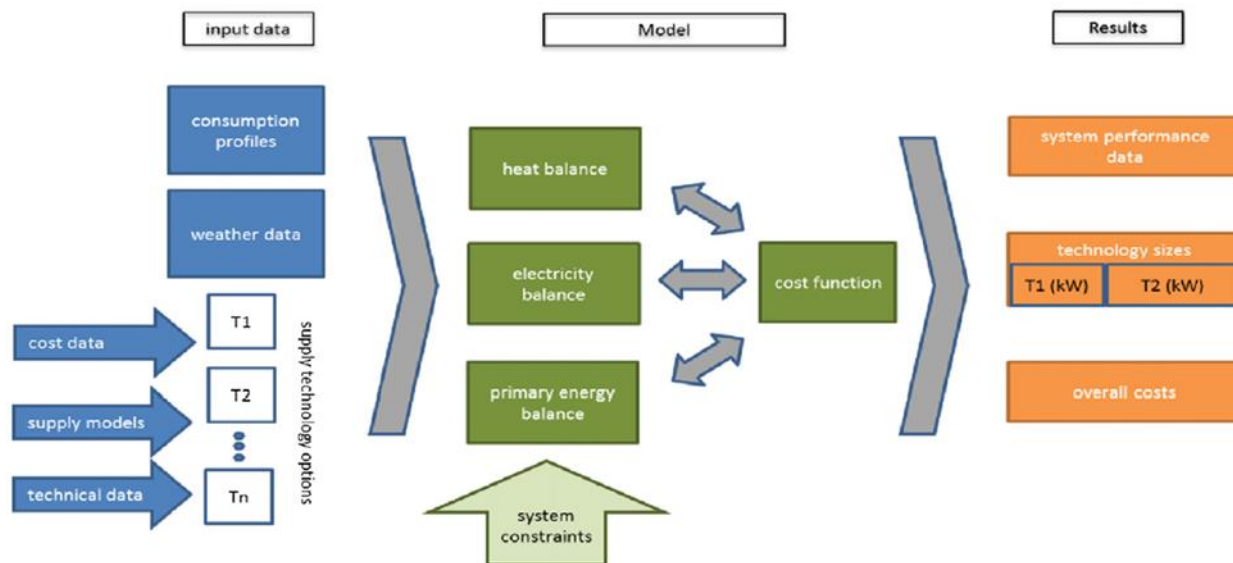 input data
Model
Results
consumption
profiles
weather data
cost data
supply models
technical data
T1
T2
Tn
supply technology options
heat balance
electricity
balance
primary energy
balance
cost function
system
constraints
system performance
data
technology sizes
T1 (kW)
T2 (kW)
overall costs